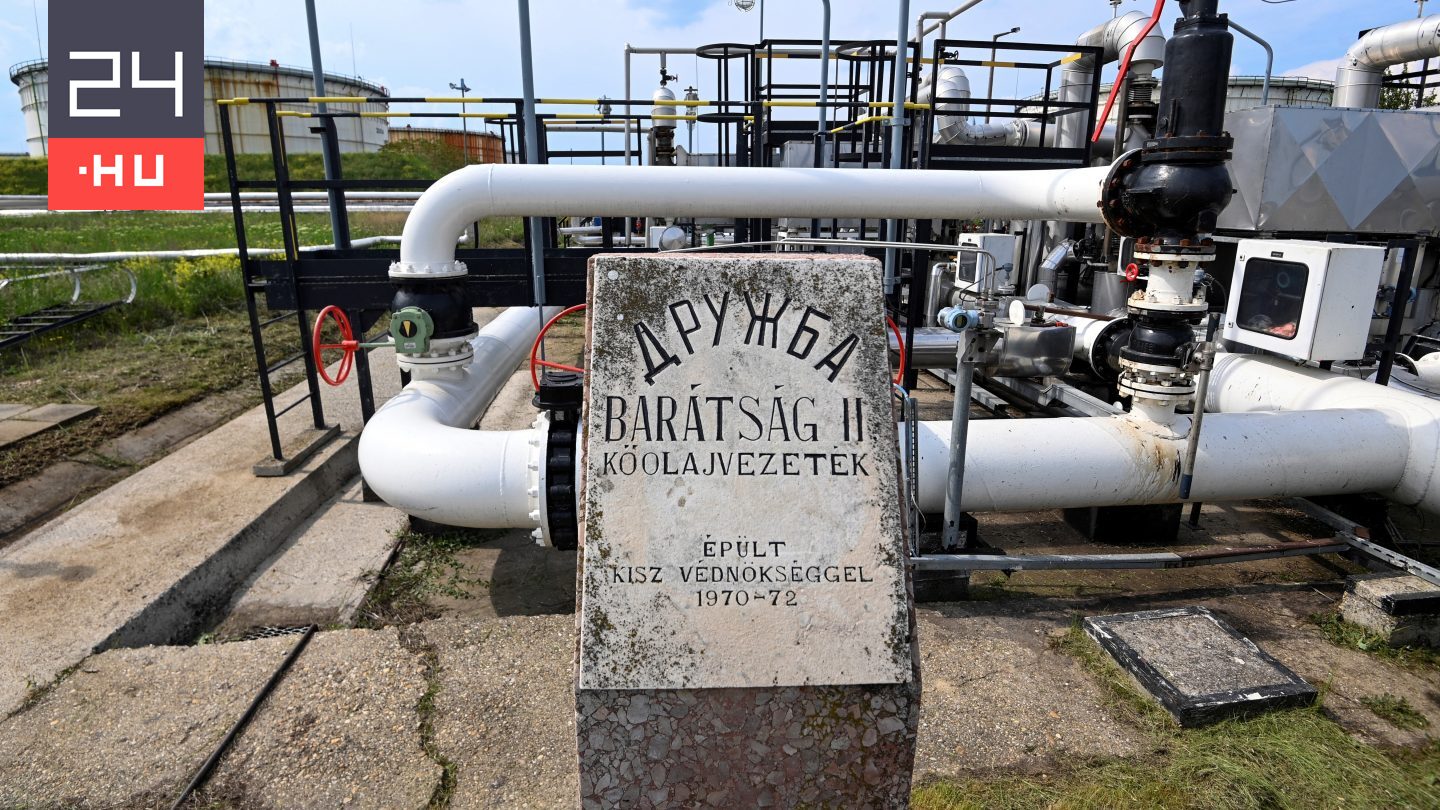 24
.HU
ДРУЖБА
BARÁTSÁG II
KŐOLAJVEZETÉK
ÉPÜLT
KISZ VÉDNÖKSÉGGEL
1970-72